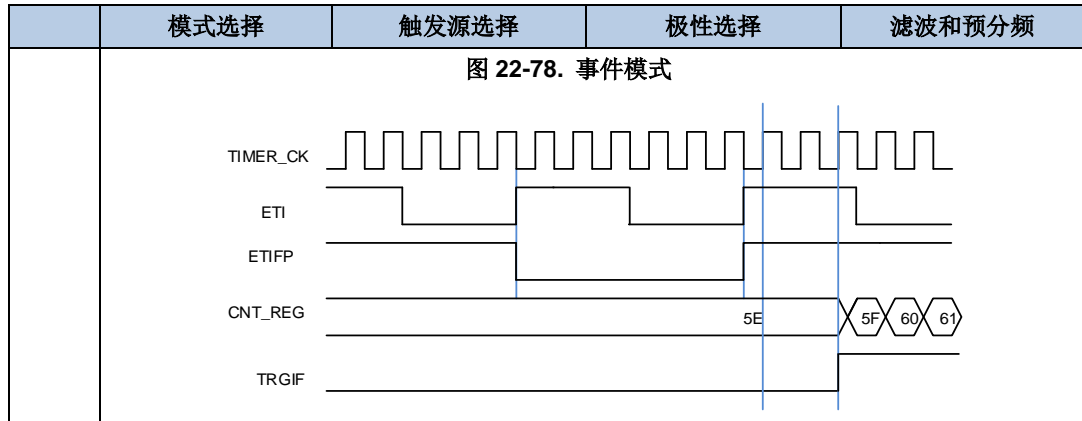 模式选择 触发源选择 极性选择 滤波和预分频
图 22-78. 事件模式
TIMER_CK
ETI
ETIFP
CNT_REG 5E 5F 60 61
TRGIF